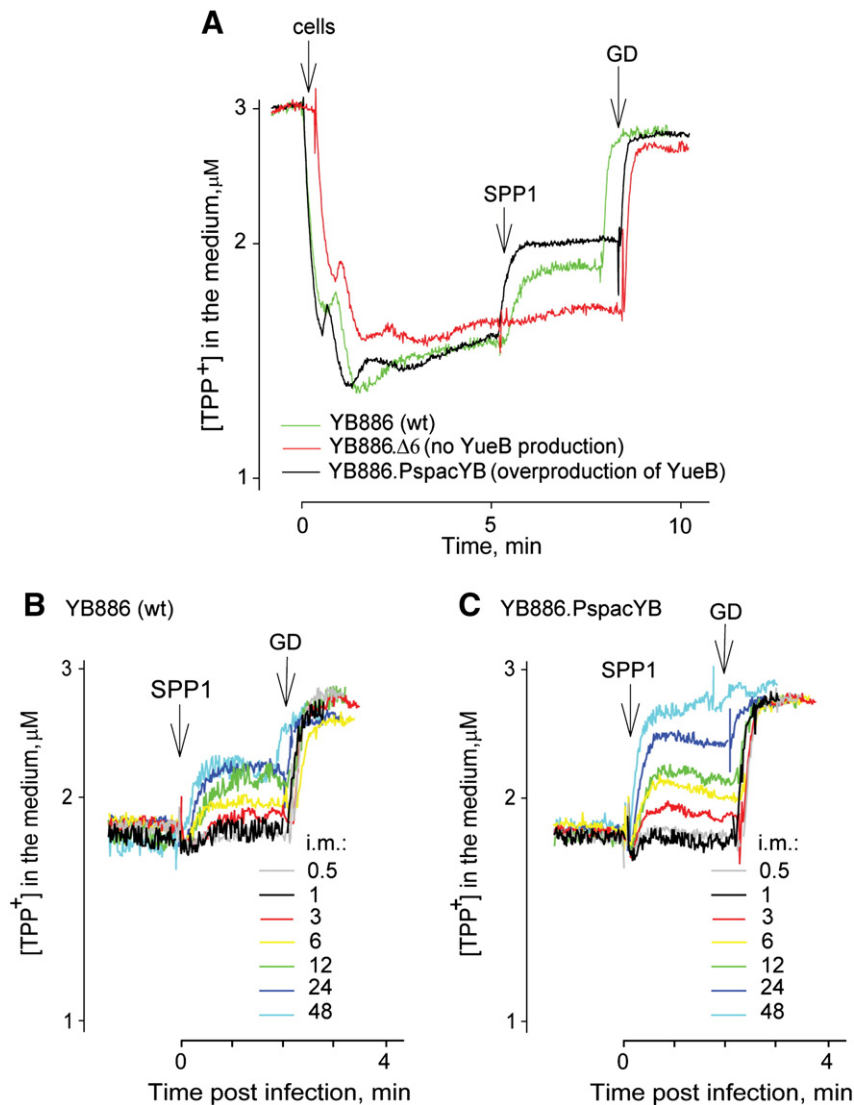 A
cells
GD
SPP1
3
2
1
[TPP+] in the medium,µM
YB886 (wt)
YB886.Δ6 (no YueB production)
YB886.PspacYB (overproduction of YueB)
0 5 10
Time, min
B YB886 (wt)
SPP1
GD
3
2
1
[TPP+] in the medium,µM
i.m.:
0.5
1
3
6
12
24
48
0 4
Time post infection, min
C YB886.PspacYB
SPP1
GD
3
2
1
[TPP+] in the medium,µM
i.m.:
0.5
1
3
6
12
24
48
0 4
Time post infection, min